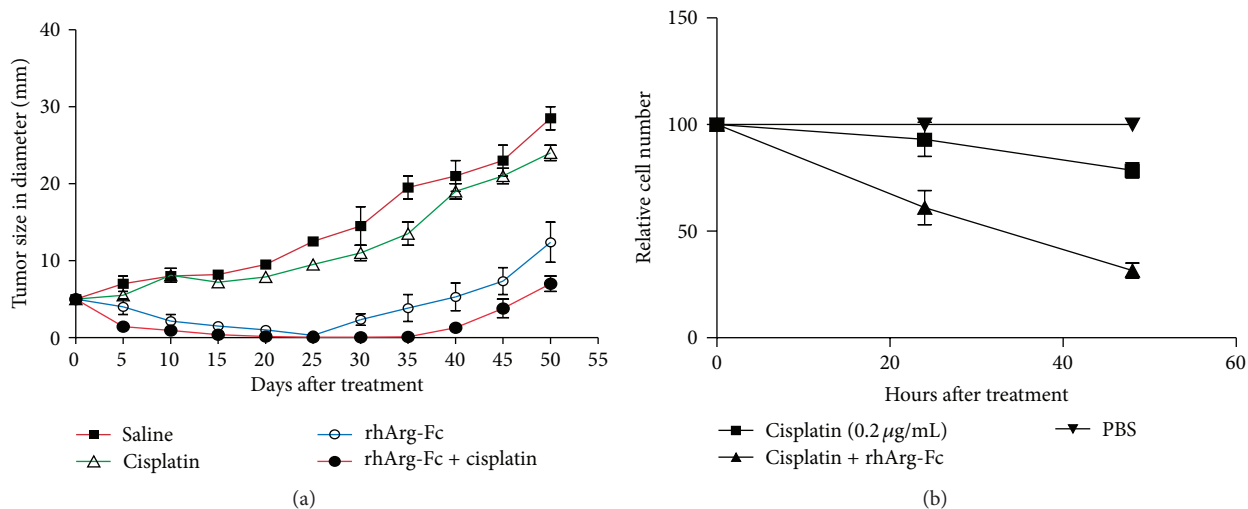 40
30
20
10
0
Tumor size in diameter (mm)
0 5 10 15 20 25 30 35 40 45 50 55
Days after treatment
Saline
Cisplatin
rhArg-Fc
rhArg-Fc + cisplatin
(a)
150
100
50
0
Relative cell number
0 20 40 60
Hours after treatment
Cisplatin (0.2 μg/mL)
Cisplatin + rhArg-Fc
PBS
(b)